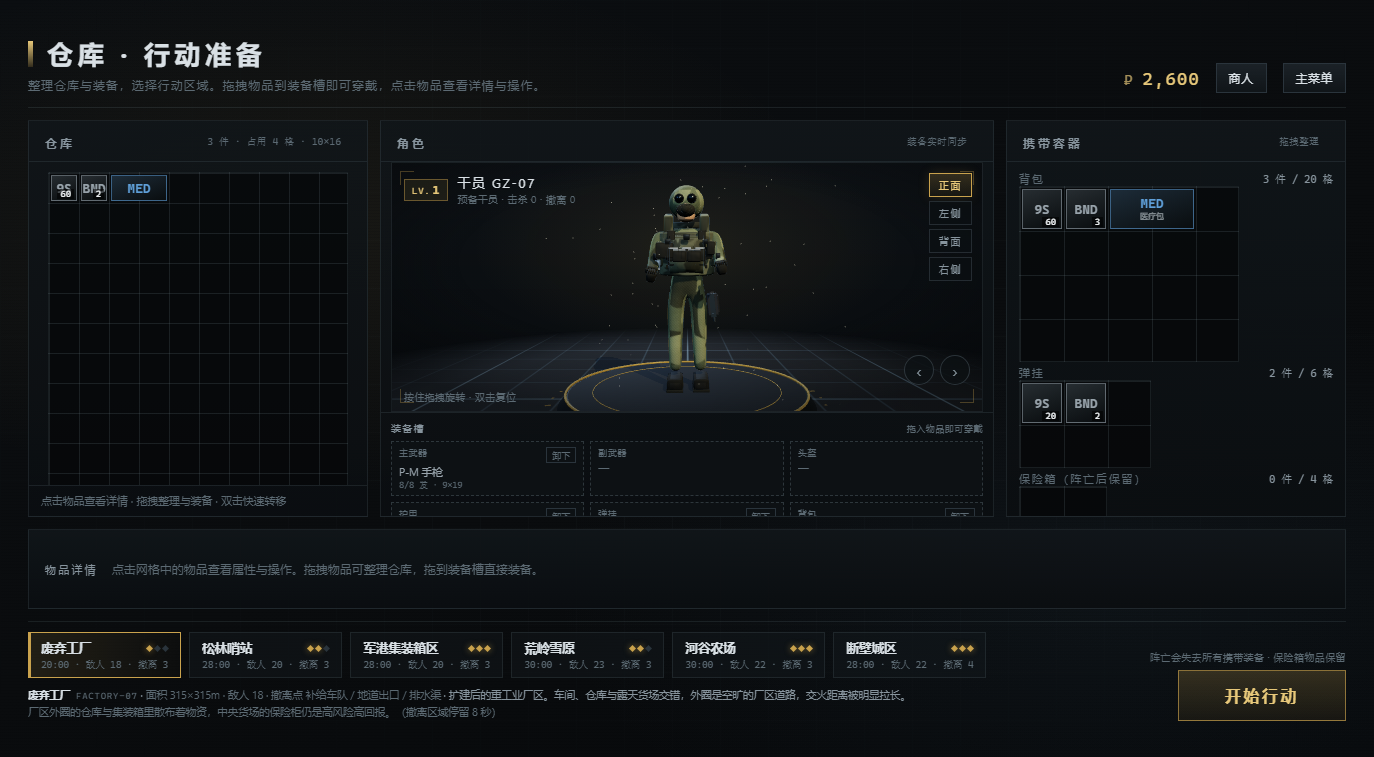 仓库 · 行动准备
整理仓库与装备，选择行动区域。拖拽物品到装备槽即可穿戴，点击物品查看详情与操作。
₽ 2,600
商人
主菜单
仓库
3 件 · 占用 4 格 · 10×16
9S
60
BND
2
MED
点击物品查看详情 · 拖拽整理与装备 · 双击快速转移
角色
装备实时同步
LV. 1
干员 GZ-07
预备干员 · 击杀 0 · 撤离 0
正面
左侧
背面
右侧
‹
›
按住拖拽旋转 · 双击复位
装备槽
拖入物品即可穿戴
主武器
卸下
P-M 手枪
8/8 发 · 9×19
副武器
—
头盔
—
护甲
卸下
弹挂
卸下
背包
卸下
携带容器
拖拽整理
背包
3 件 / 20 格
9S
60
BND
3
MED
医疗包
弹挂
2 件 / 6 格
9S
20
BND
2
保险箱 (阵亡后保留)
0 件 / 4 格
物品详情
点击网格中的物品查看属性与操作。拖拽物品可整理仓库，拖到装备槽直接装备。
废弃工厂 ◆◆◆
20:00 · 敌人 18 · 撤离 3
松林哨站 ◆◆◆
28:00 · 敌人 20 · 撤离 3
军港集装箱区 ◆◆◆
28:00 · 敌人 20 · 撤离 3
荒岭雪原 ◆◆◆
30:00 · 敌人 23 · 撤离 3
河谷农场 ◆◆◆
30:00 · 敌人 22 · 撤离 3
断壁城区 ◆◆◆
28:00 · 敌人 22 · 撤离 4
废弃工厂 FACTORY-07 · 面积 315×315m · 敌人 18 · 撤离点 补给车队 / 地道出口 / 排水渠 · 扩建后的重工业厂区。车间、仓库与露天货场交错，外圈是空旷的厂区道路，交火距离被明显拉长。
厂区外圈的仓库与集装箱里散布着物资，中央货场的保险柜仍是高风险高回报。（撤离区域停留 8 秒）
阵亡会失去所有携带装备 · 保险箱物品保留
开始行动